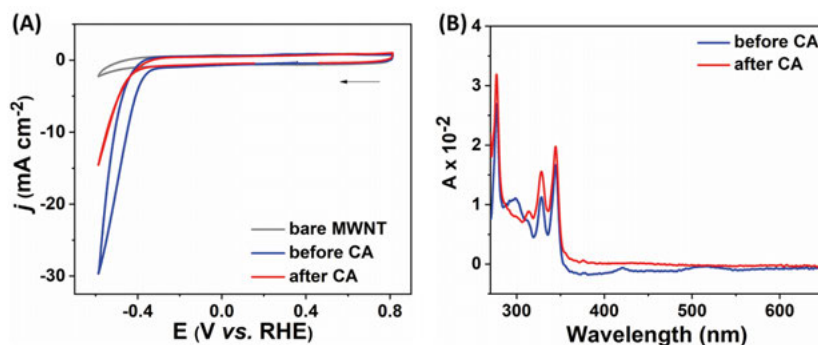 (A)
0
-10
-20
-30
j (mA cm⁻²)
bare MWNT
before CA
after CA
-0.4
0.0
0.4
0.8
E (V vs. RHE)
(B)
4
3
2
1
0
A x 10⁻²
before CA
after CA
300
400
500
600
Wavelength (nm)